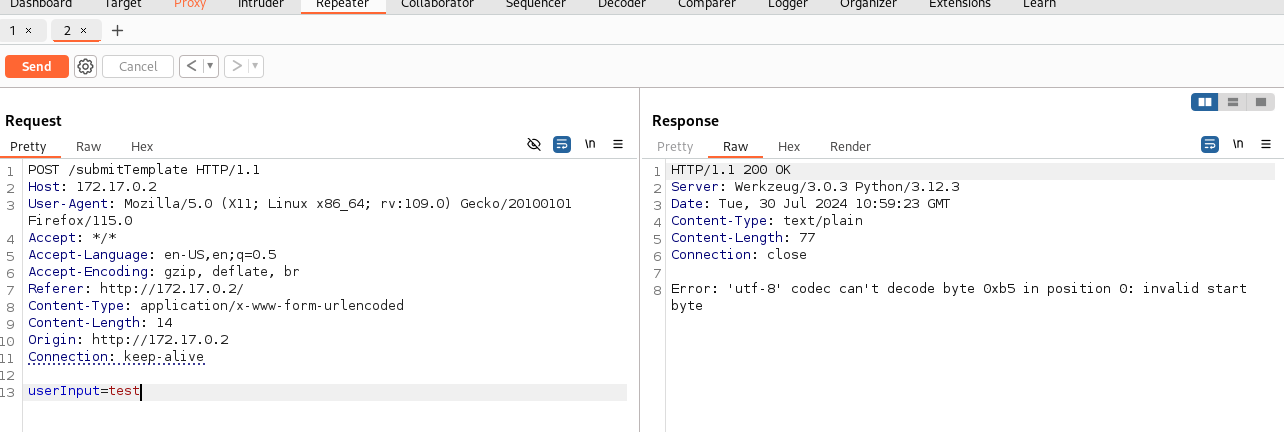 Dashboard Target Proxy Intruder Repeater Collaborator Sequencer Decoder Comparer Logger Organizer Extensions Learn
1 × 2 × +
Send Cancel < ▾ > ▾
Request
Pretty Raw Hex \n
1 POST /submitTemplate HTTP/1.1
2 Host: 172.17.0.2
3 User-Agent: Mozilla/5.0 (X11; Linux x86_64; rv:109.0) Gecko/20100101
Firefox/115.0
4 Accept: */*
5 Accept-Language: en-US,en;q=0.5
6 Accept-Encoding: gzip, deflate, br
7 Referer: http://172.17.0.2/
8 Content-Type: application/x-www-form-urlencoded
9 Content-Length: 14
10 Origin: http://172.17.0.2
11 Connection: keep-alive
12
13 userInput=test
Response
Pretty Raw Hex Render \n
1 HTTP/1.1 200 OK
2 Server: Werkzeug/3.0.3 Python/3.12.3
3 Date: Tue, 30 Jul 2024 10:59:23 GMT
4 Content-Type: text/plain
5 Content-Length: 77
6 Connection: close
7
8 Error: 'utf-8' codec can't decode byte 0xb5 in position 0: invalid start
byte